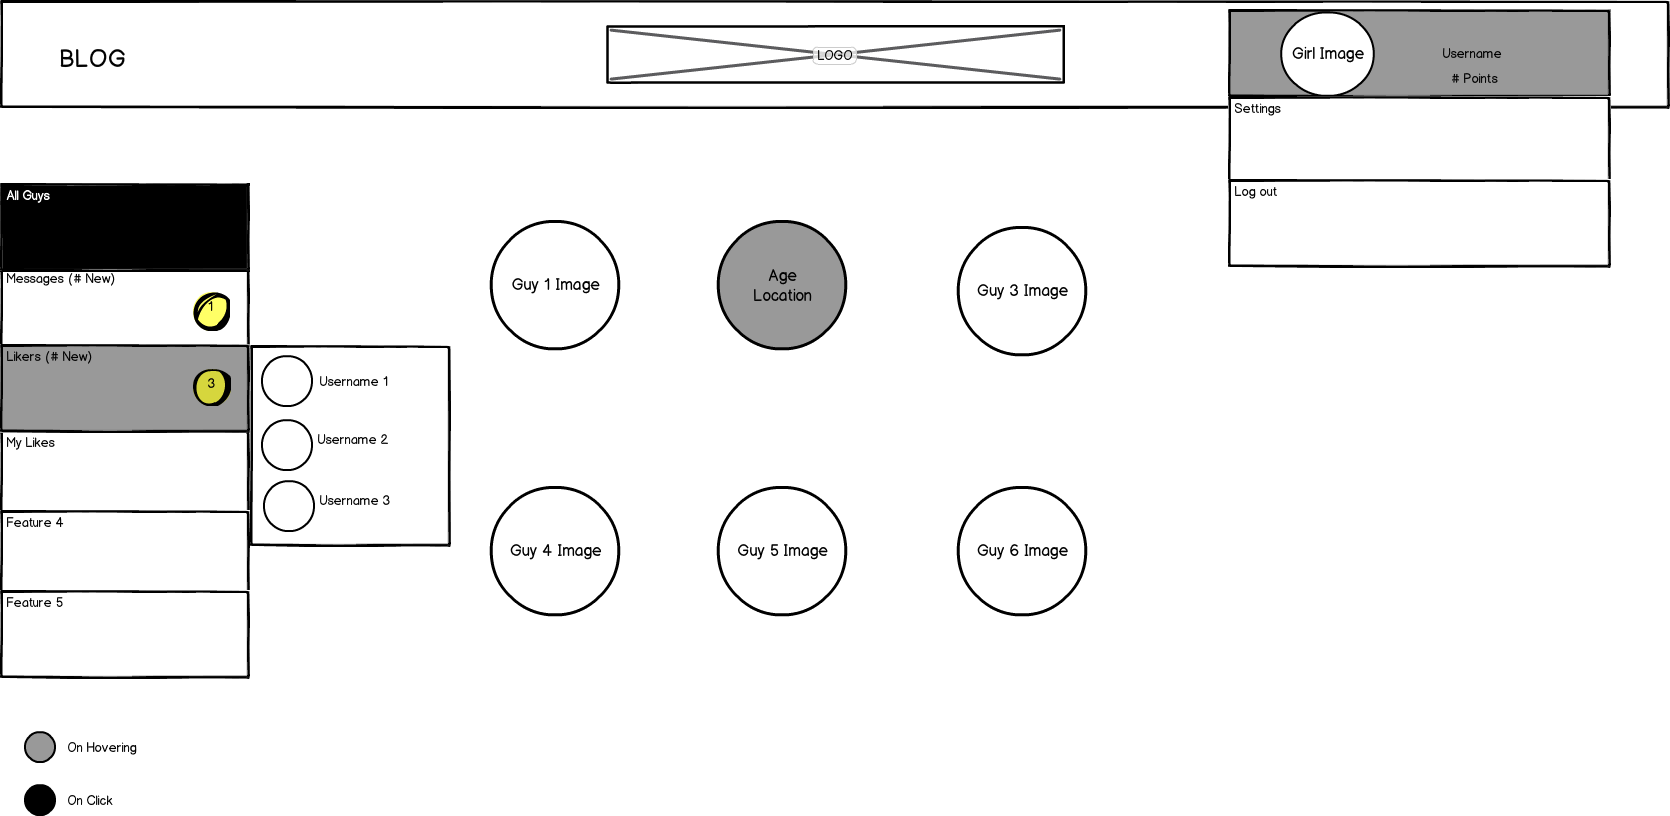 BLOG
LOGO
Girl Image
Username
# Points
Settings
Log out
All Guys
Messages (# New)
1
Likers (# New)
3
My Likes
Feature 4
Feature 5
Username 1
Username 2
Username 3
Guy 1 Image
Age
Location
Guy 3 Image
Guy 4 Image
Guy 5 Image
Guy 6 Image
On Hovering
On Click